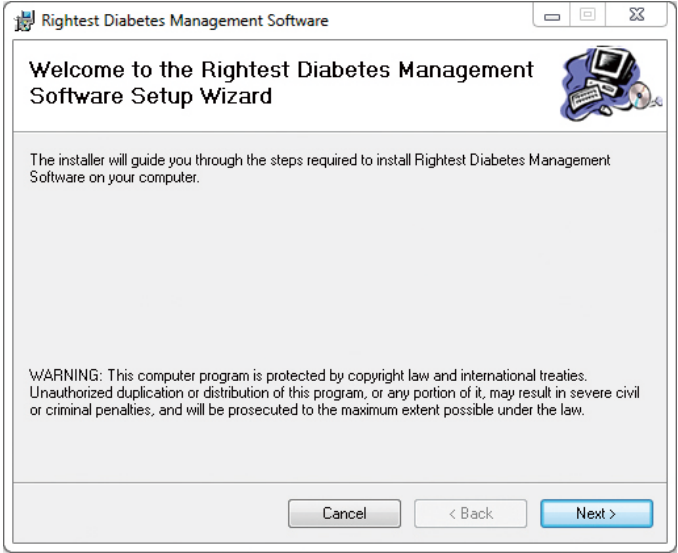 Rightest Diabetes Management Software
Welcome to the Rightest Diabetes Management
Software Setup Wizard
The installer will guide you through the steps required to install Rightest Diabetes Management
Software on your computer.
WARNING: This computer program is protected by copyright law and international treaties.
Unauthorized duplication or distribution of this program, or any portion of it, may result in severe civil
or criminal penalties, and will be prosecuted to the maximum extent possible under the law.
Cancel < Back Next >